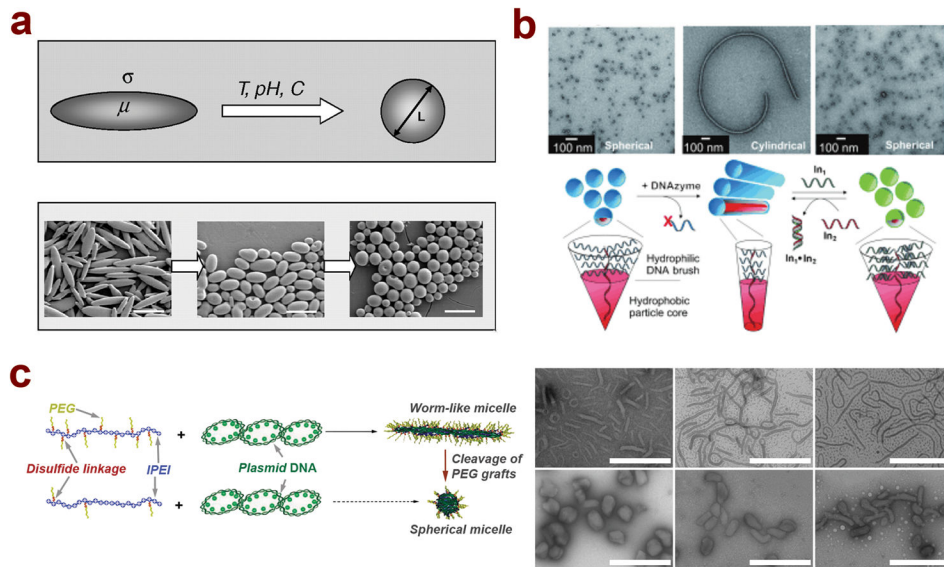 a
σ
μ
T, pH, C
L
b
100 nm
Spherical
100 nm
Cylindrical
100 nm
Spherical
+ DNAzyme
X
In1
In2
In1•In2
Hydrophilic
DNA brush
Hydrophobic
particle core
c
PEG
Disulfide linkage
lPEI
+
+
Plasmid DNA
Worm-like micelle
Cleavage of
PEG grafts
Spherical micelle